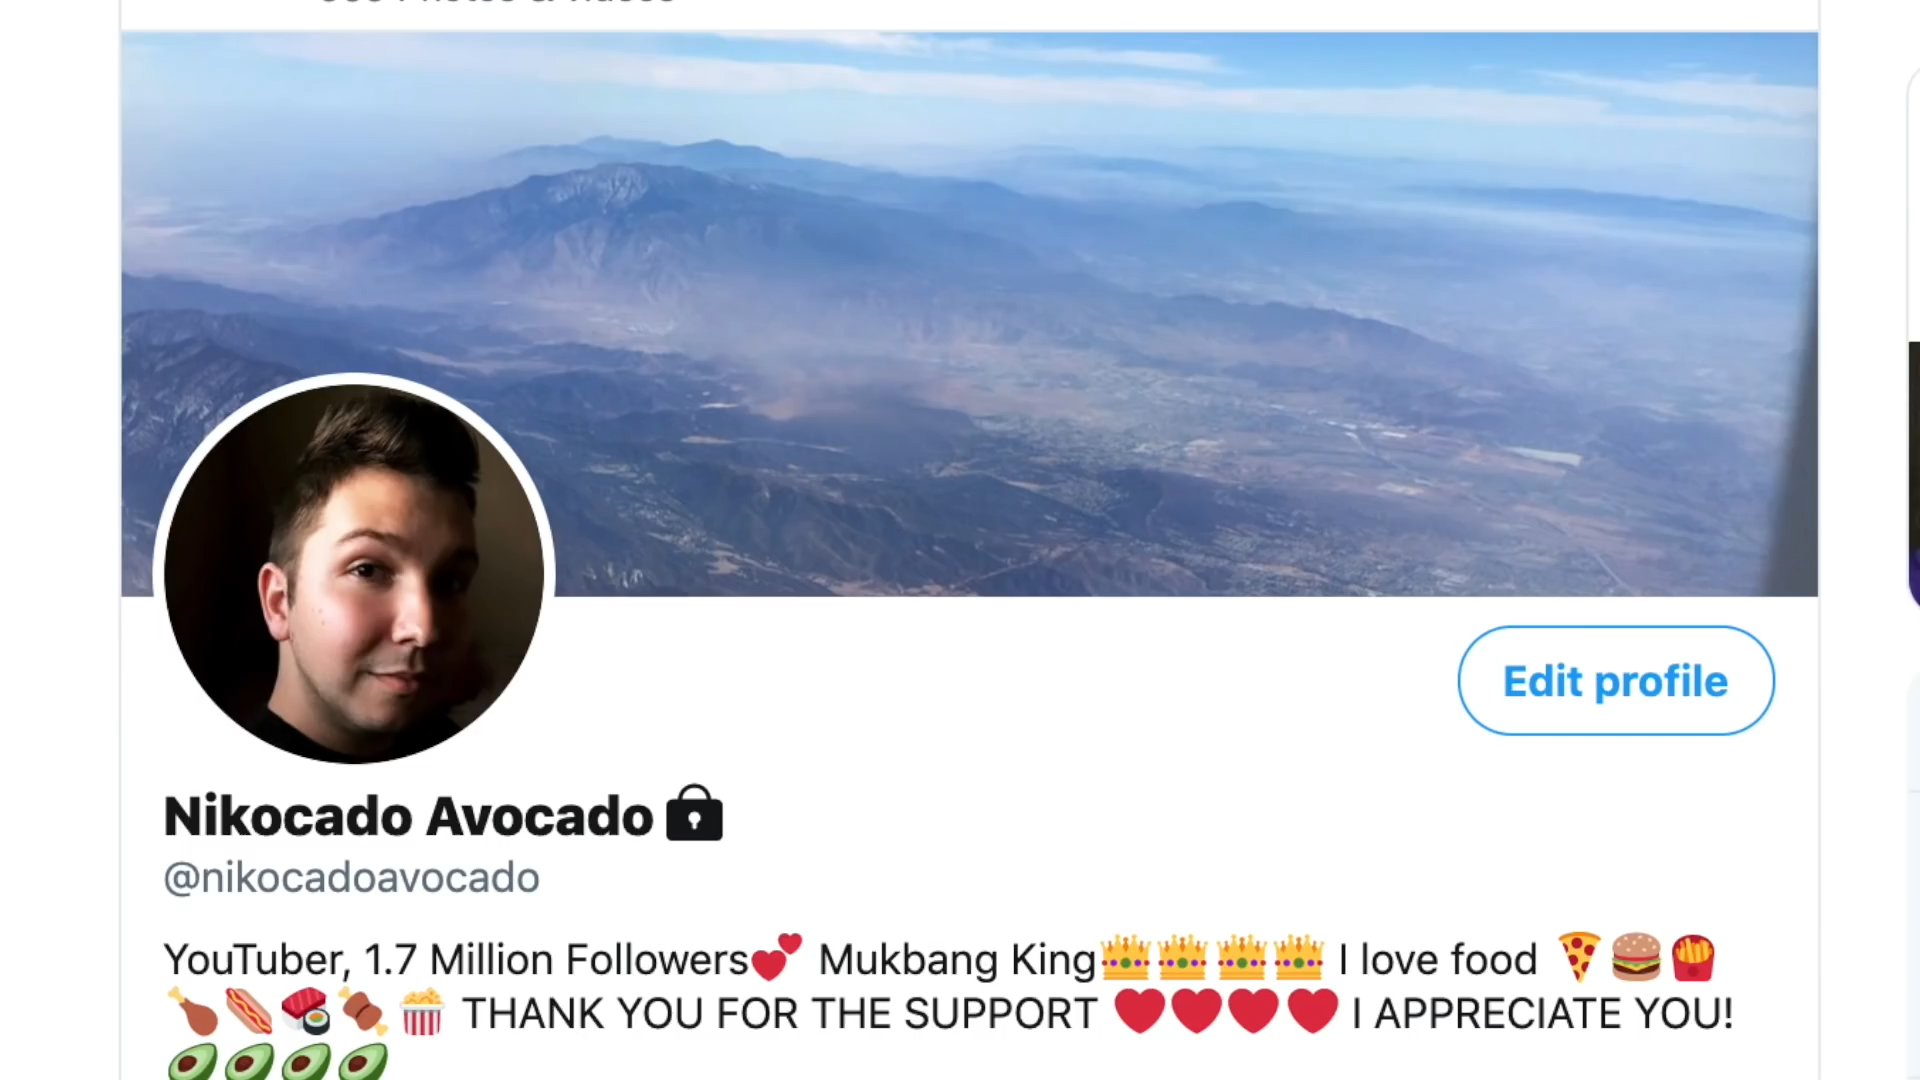 Edit profile
Nikocado Avocado
@nikocadoavocado
YouTuber, 1.7 Million Followers💕 Mukbang King👑👑👑👑 I love food 🍕🍔🍟
🍗🌭🍣🍖🍿 THANK YOU FOR THE SUPPORT ❤️❤️❤️❤️ I APPRECIATE YOU!
🥑🥑🥑🥑